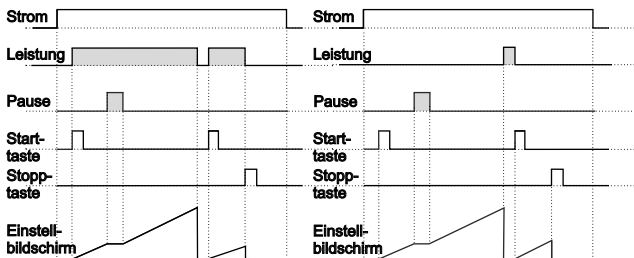 Strom
Leistung
Pause
Start-
taste
Stopp-
taste
Einstell-
bildschirm
Strom
Leistung
Pause
Start-
taste
Stopp-
taste
Einstell-
bildschirm